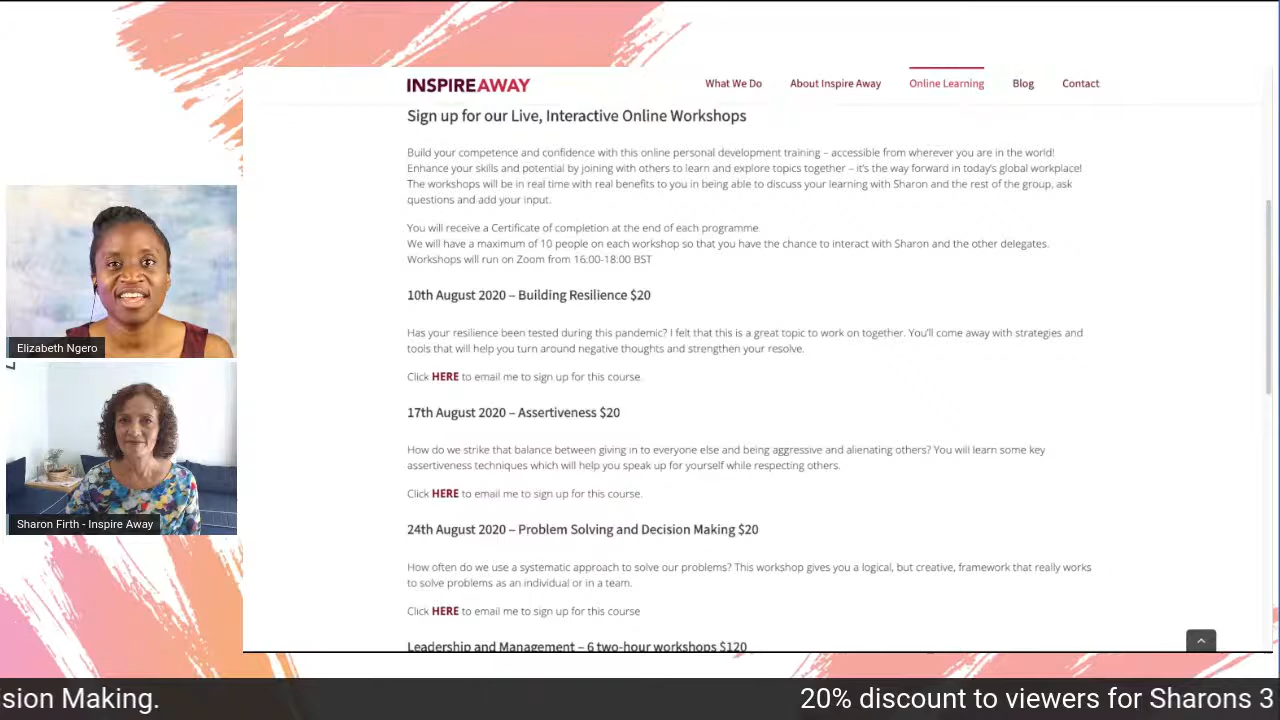 INSPIREAWAY
What We Do
About Inspire Away
Online Learning
Blog
Contact
Sign up for our Live, Interactive Online Workshops
Build your competence and confidence with this online personal development training – accessible from wherever you are in the world!
Enhance your skills and potential by joining with others to learn and explore topics together – it's the way forward in today's global workplace!
The workshops will be in real time with real benefits to you in being able to discuss your learning with Sharon and the rest of the group, ask
questions and add your input.
You will receive a Certificate of completion at the end of each programme.
We will have a maximum of 10 people on each workshop so that you have the chance to interact with Sharon and the other delegates.
Workshops will run on Zoom from 16:00-18:00 BST
10th August 2020 – Building Resilience $20
Has your resilience been tested during this pandemic? I felt that this is a great topic to work on together. You'll come away with strategies and
tools that will help you turn around negative thoughts and strengthen your resolve.
Click HERE to email me to sign up for this course.
17th August 2020 – Assertiveness $20
How do we strike that balance between giving in to everyone else and being aggressive and alienating others? You will learn some key
assertiveness techniques which will help you speak up for yourself while respecting others.
Click HERE to email me to sign up for this course.
24th August 2020 – Problem Solving and Decision Making $20
How often do we use a systematic approach to solve our problems? This workshop gives you a logical, but creative, framework that really works
to solve problems as an individual or in a team.
Click HERE to email me to sign up for this course
Leadership and Management – 6 two-hour workshops $120
Elizabeth Ngero
Sharon Firth - Inspire Away
sion Making.
20% discount to viewers for Sharons 3